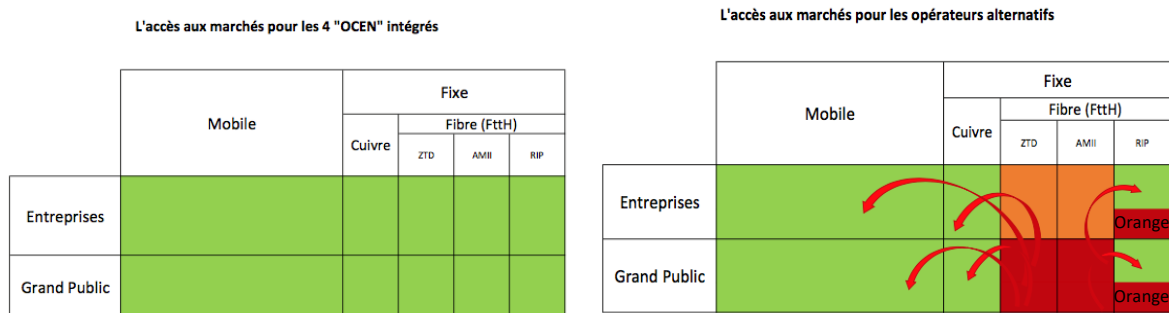 L'accès aux marchés pour les 4 "OCEN" intégrés
Mobile
Fixe
Cuivre
Fibre (FttH)
ZTD
AMII
RIP
Entreprises
Grand Public
L'accès aux marchés pour les opérateurs alternatifs
Mobile
Fixe
Cuivre
Fibre (FttH)
ZTD
AMII
RIP
Entreprises
Orange
Grand Public
Orange